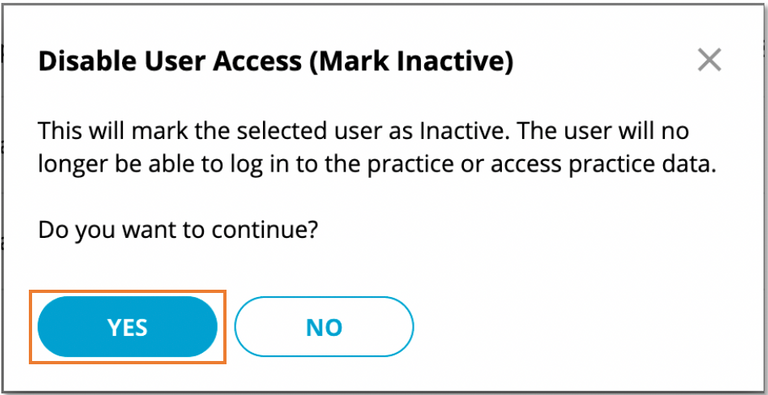 Disable User Access (Mark Inactive)
This will mark the selected user as Inactive. The user will no
longer be able to log in to the practice or access practice data.
Do you want to continue?
YES
NO